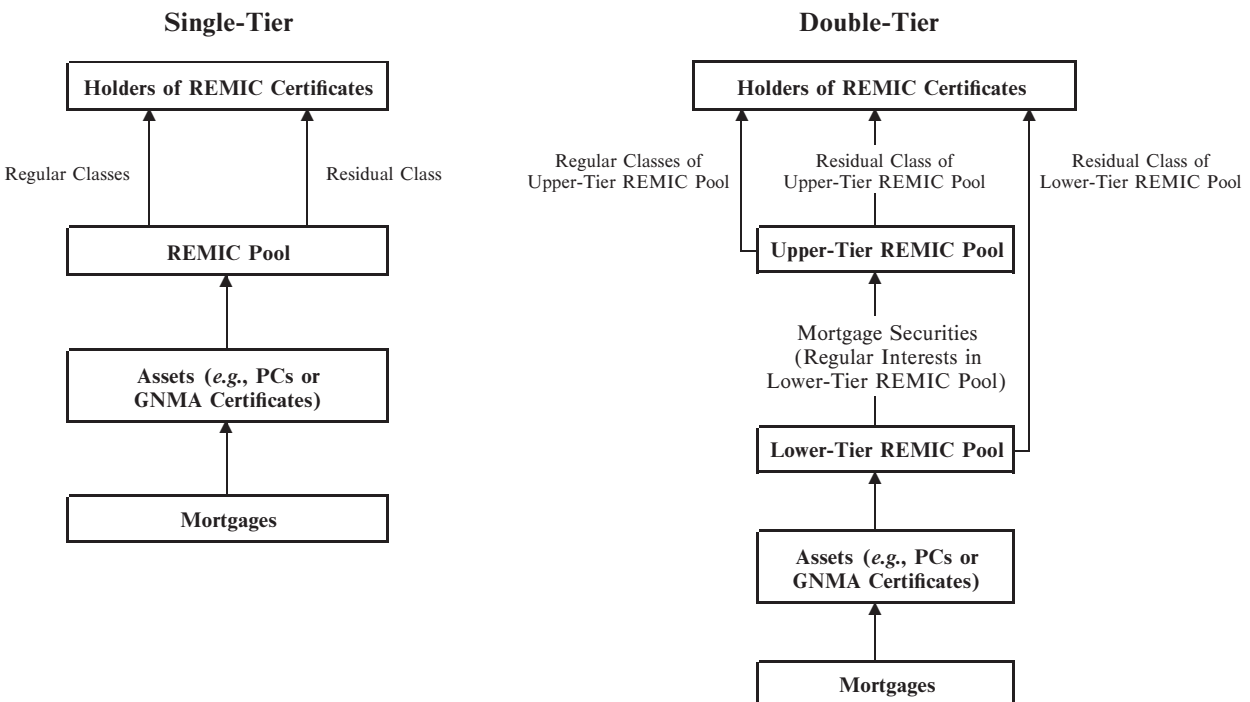 Single-Tier
Holders of REMIC Certificates
Regular Classes
Residual Class
REMIC Pool
Assets (e.g., PCs or
GNMA Certificates)
Mortgages
Double-Tier
Holders of REMIC Certificates
Regular Classes of
Upper-Tier REMIC Pool
Residual Class of
Upper-Tier REMIC Pool
Residual Class of
Lower-Tier REMIC Pool
Upper-Tier REMIC Pool
Mortgage Securities
(Regular Interests in
Lower-Tier REMIC Pool)
Lower-Tier REMIC Pool
Assets (e.g., PCs or
GNMA Certificates)
Mortgages